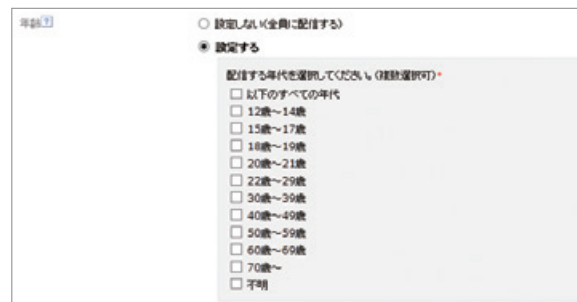 年齢 ?
設定しない(全員に配信する)
設定する
配信する年代を選択してください。(複数選択可)*
以下のすべての年代
12歳〜14歳
15歳〜17歳
18歳〜19歳
20歳〜21歳
22歳〜29歳
30歳〜39歳
40歳〜49歳
50歳〜59歳
60歳〜69歳
70歳〜
不明